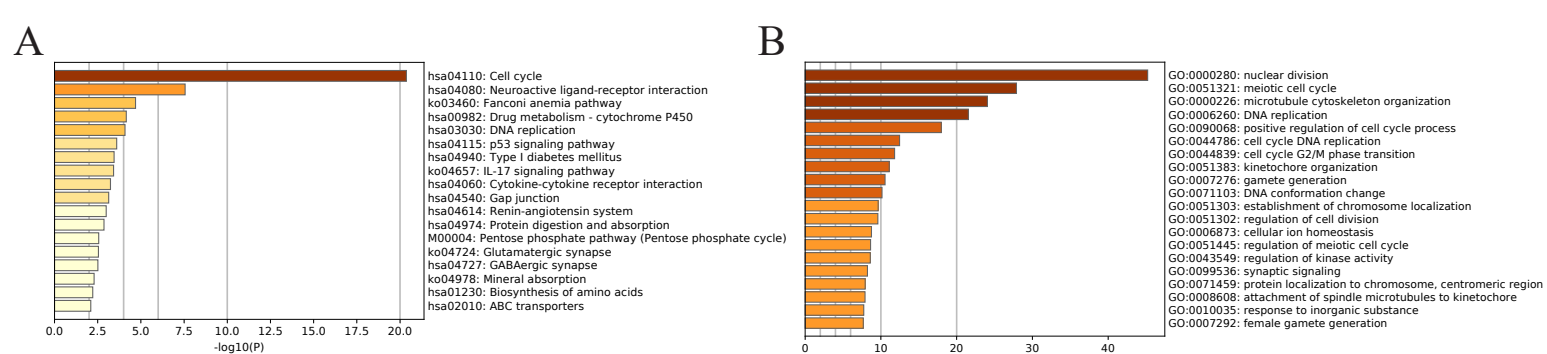 A
hsa04110: Cell cycle
hsa04080: Neuroactive ligand-receptor interaction
ko03460: Fanconi anemia pathway
hsa00982: Drug metabolism - cytochrome P450
hsa03030: DNA replication
hsa04115: p53 signaling pathway
hsa04940: Type I diabetes mellitus
ko04657: IL-17 signaling pathway
hsa04060: Cytokine-cytokine receptor interaction
hsa04540: Gap junction
hsa04614: Renin-angiotensin system
hsa04974: Protein digestion and absorption
M00004: Pentose phosphate pathway (Pentose phosphate cycle)
ko04724: Glutamatergic synapse
hsa04727: GABAergic synapse
ko04978: Mineral absorption
hsa01230: Biosynthesis of amino acids
hsa02010: ABC transporters
0.0 2.5 5.0 7.5 10.0 12.5 15.0 17.5 20.0
-log10(P)
B
GO:0000280: nuclear division
GO:0051321: meiotic cell cycle
GO:0000226: microtubule cytoskeleton organization
GO:0006260: DNA replication
GO:0090068: positive regulation of cell cycle process
GO:0044786: cell cycle DNA replication
GO:0044839: cell cycle G2/M phase transition
GO:0051383: kinetochore organization
GO:0007276: gamete generation
GO:0071103: DNA conformation change
GO:0051303: establishment of chromosome localization
GO:0051302: regulation of cell division
GO:0006873: cellular ion homeostasis
GO:0051445: regulation of meiotic cell cycle
GO:0043549: regulation of kinase activity
GO:0099536: synaptic signaling
GO:0071459: protein localization to chromosome, centromeric region
GO:0008608: attachment of spindle microtubules to kinetochore
GO:0010035: response to inorganic substance
GO:0007292: female gamete generation
0 10 20 30 40